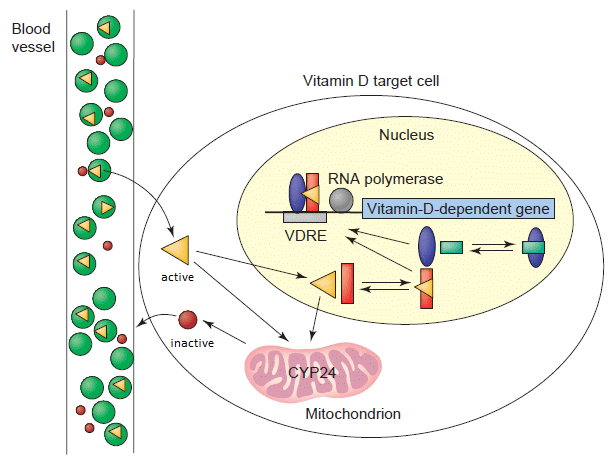 Blood
vessel
Vitamin D target cell
Nucleus
RNA polymerase
Vitamin-D-dependent gene
VDRE
active
inactive
CYP24
Mitochondrion